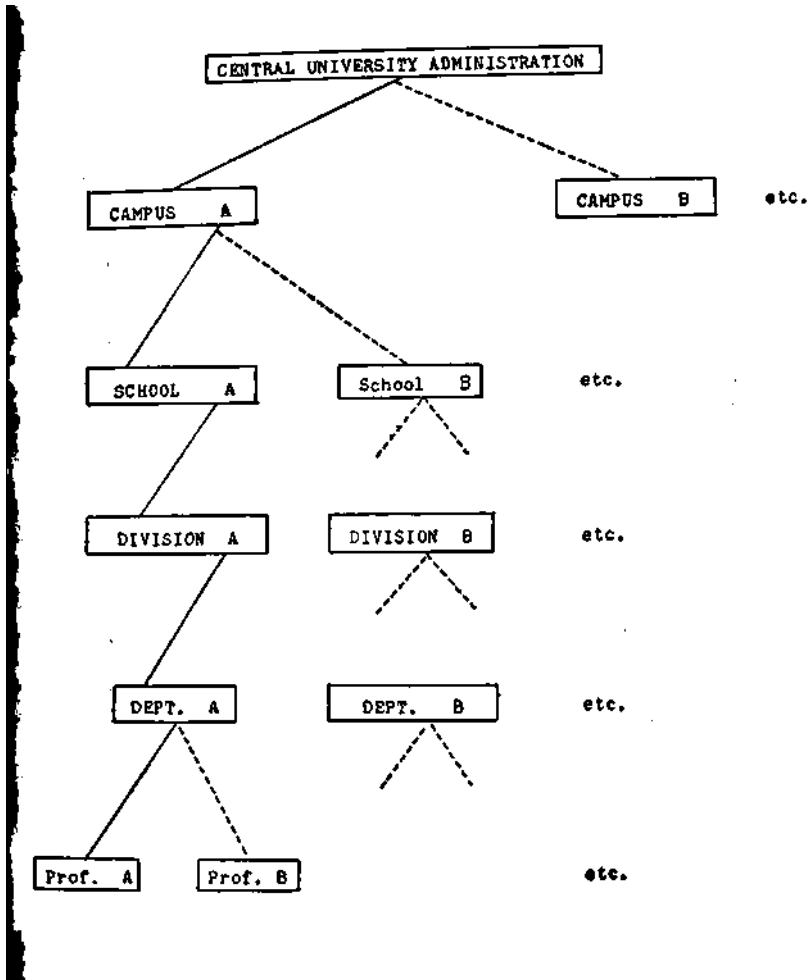 CENTRAL UNIVERSITY ADMINISTRATION
CAMPUS A CAMPUS B etc.
SCHOOL A School B etc.
DIVISION A DIVISION B etc.
DEPT. A DEPT. B etc.
Prof. A Prof. B etc.